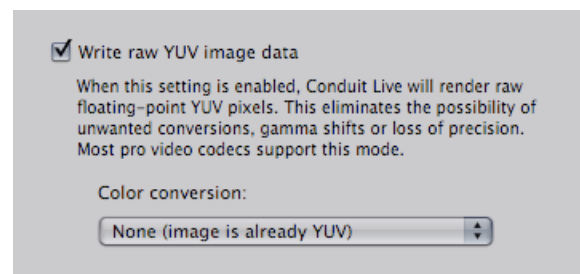 Write raw YUV image data
When this setting is enabled, Conduit Live will render raw
floating-point YUV pixels. This eliminates the possibility of
unwanted conversions, gamma shifts or loss of precision.
Most pro video codecs support this mode.
Color conversion:
None (image is already YUV)